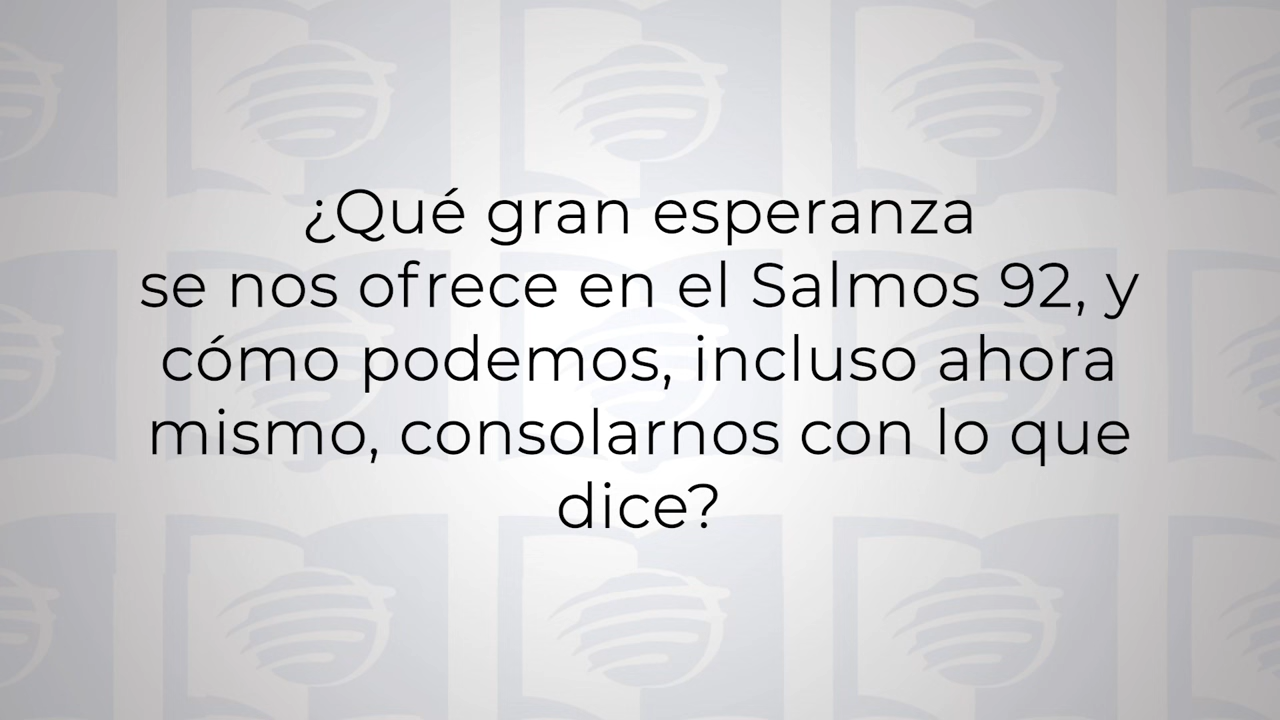 ¿Qué gran esperanza
se nos ofrece en el Salmos 92, y
cómo podemos, incluso ahora
mismo, consolarnos con lo que
dice?